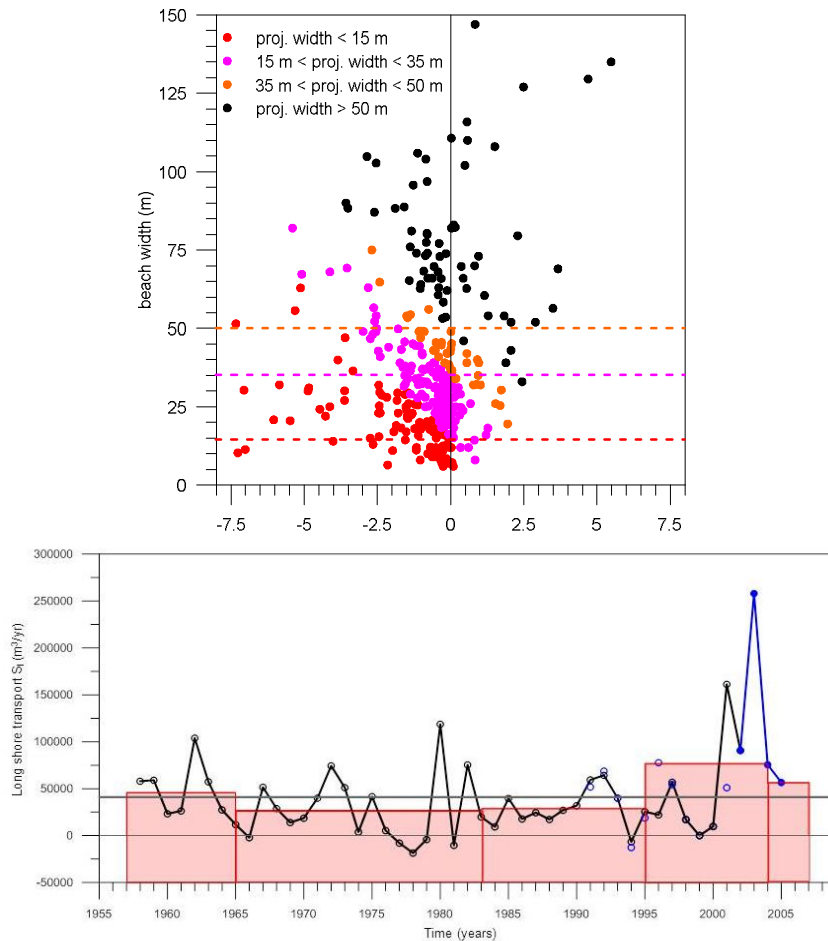 150
proj. width < 15 m
15 m < proj. width < 35 m
125
35 m < proj. width < 50 m
proj. width > 50 m
100
beach width (m)
75
50
25
0
-7.5 -5 -2.5 0 2.5 5 7.5
300000
250000
200000
150000
100000
50000
0
-50000
Long shore transport Sₗ (m³/yr)
1955 1960 1965 1970 1975 1980 1985 1990 1995 2000 2005
Time (years)